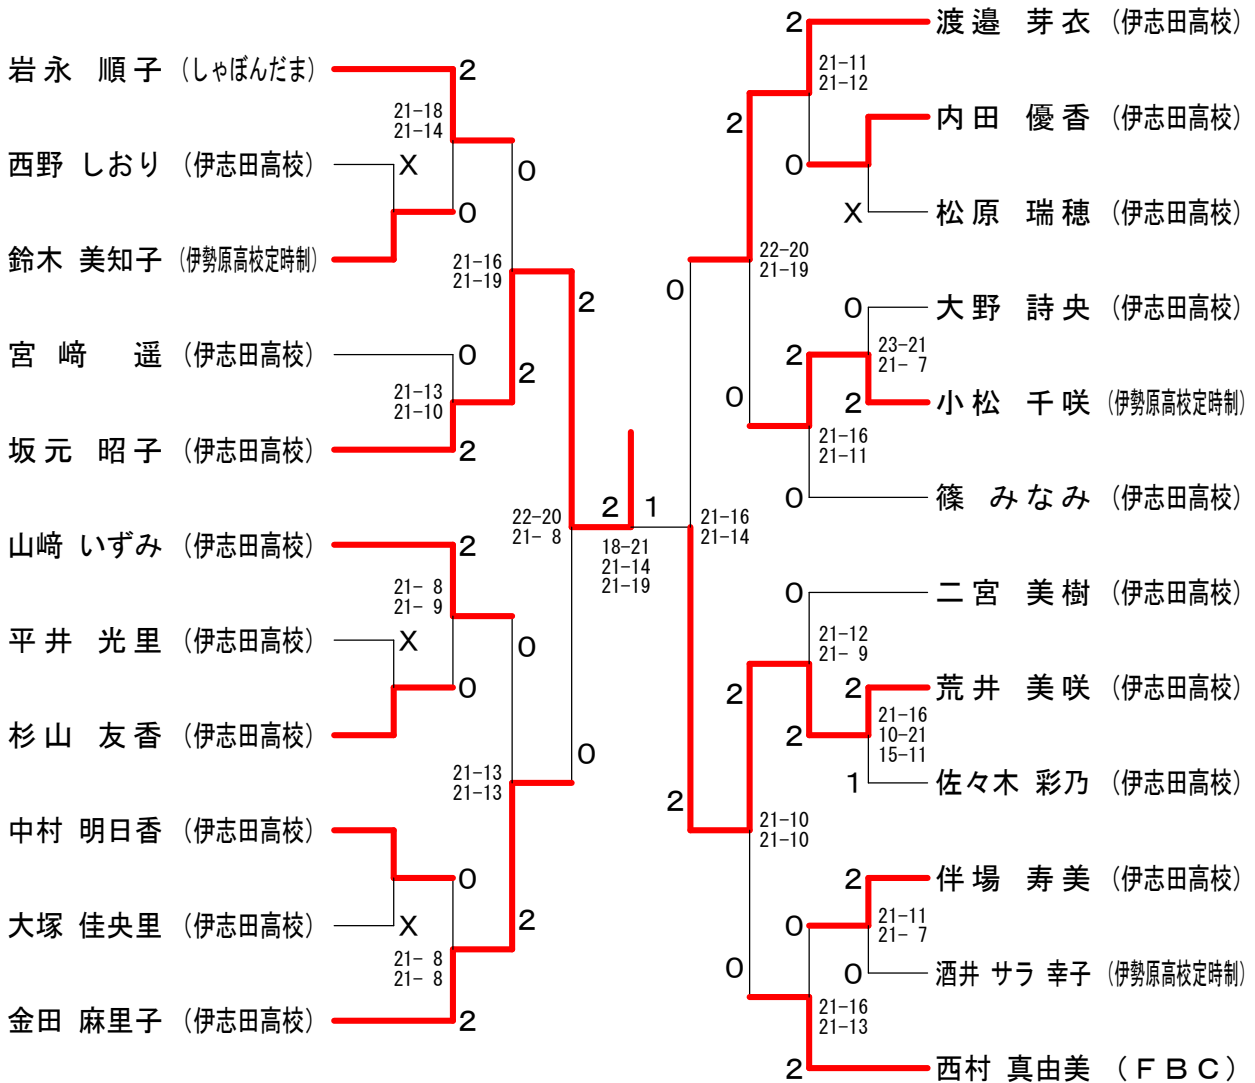 岩永 順子 (しゃぼんだま)
2
21-18
21-14
西野 しおり (伊志田高校)
X
0
0
鈴木 美知子 (伊勢原高校定時制)
21-16
21-19
2
宮﨑 遥 (伊志田高校)
0
21-13
21-10
2
坂元 昭子 (伊志田高校)
2
22-20
21- 8
山﨑 いずみ (伊志田高校)
2
21- 8
21- 9
平井 光里 (伊志田高校)
X
0
0
杉山 友香 (伊志田高校)
21-13
21-13
0
中村 明日香 (伊志田高校)
0
大塚 佳央里 (伊志田高校)
X
2
21- 8
21- 8
金田 麻里子 (伊志田高校)
2
2 1
18-21
21-14
21-19
2
渡邉 芽衣 (伊志田高校)
21-11
21-12
2
内田 優香 (伊志田高校)
0
X
松原 瑞穂 (伊志田高校)
22-20
21-19
0
0
大野 詩央 (伊志田高校)
23-21
21- 7
2
0
2
小松 千咲 (伊勢原高校定時制)
21-16
21-11
0
篠 みなみ (伊志田高校)
21-16
21-14
0
二宮 美樹 (伊志田高校)
21-12
21- 9
2
2
荒井 美咲 (伊志田高校)
21-16
10-21
15-11
2
1
佐々木 彩乃 (伊志田高校)
2
21-10
21-10
2
伴場 寿美 (伊志田高校)
21-11
21- 7
0
0
0
酒井 サラ 幸子 (伊勢原高校定時制)
21-16
21-13
2
西村 真由美 (FBC)